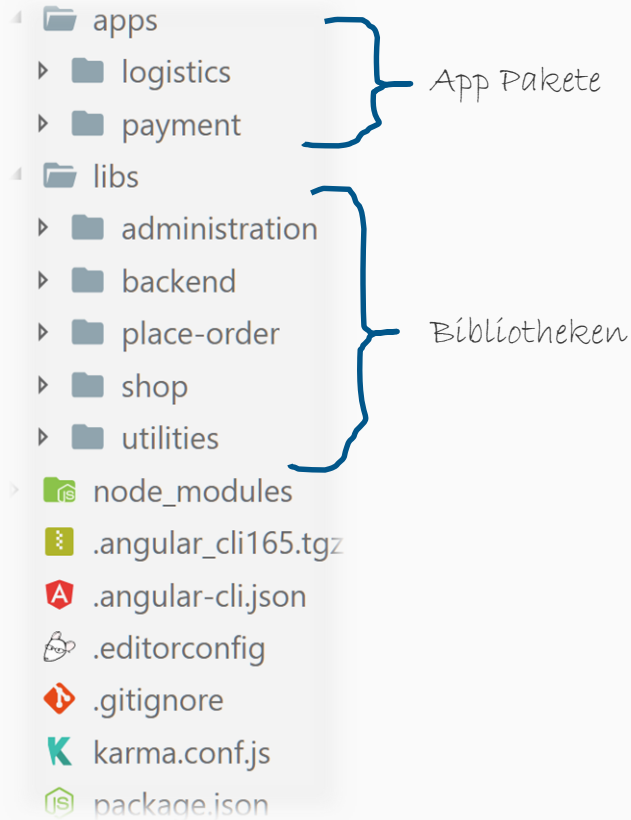 apps
logistics
App Pakete
payment
libs
administration
backend
place-order
Bibliotheken
shop
utilities
node_modules
.angular_cli165.tgz
.angular-cli.json
.editorconfig
.gitignore
karma.conf.js
package.json